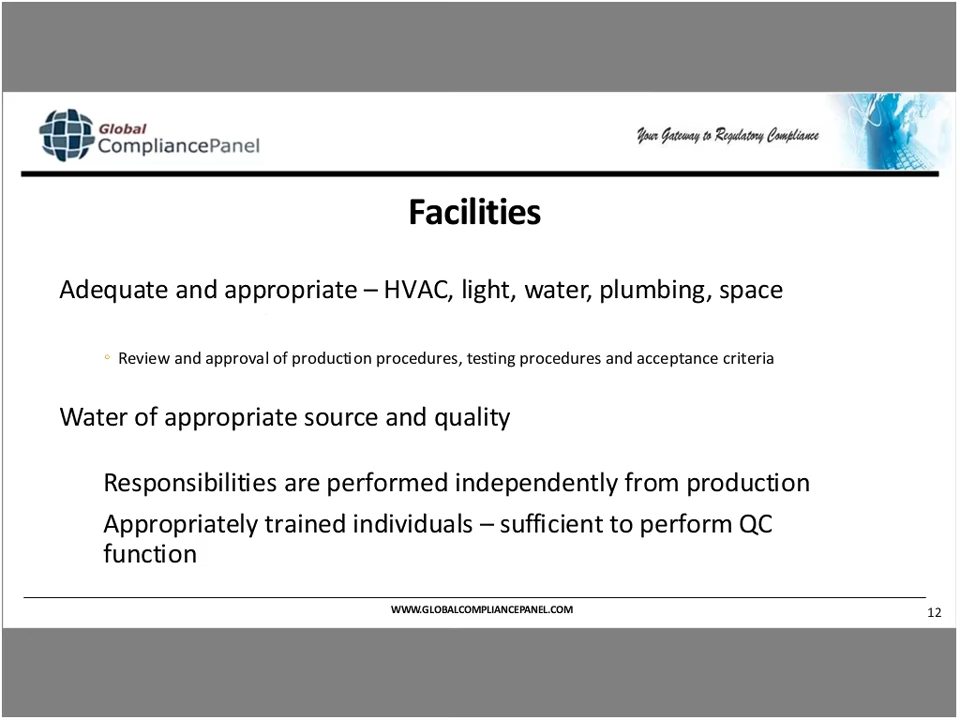 Global
CompliancePanel
Your Gateway to Regulatory Compliance
Facilities
Adequate and appropriate – HVAC, light, water, plumbing, space
◦ Review and approval of production procedures, testing procedures and acceptance criteria
Water of appropriate source and quality
Responsibilities are performed independently from production
Appropriately trained individuals – sufficient to perform QC
function
WWW.GLOBALCOMPLIANCEPANEL.COM
12